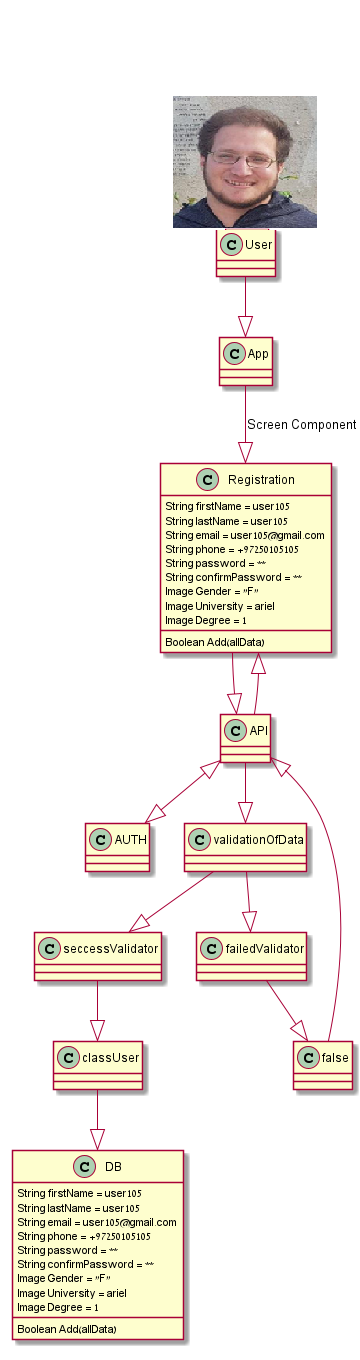 C User
C App
Screen Component
C Registration
String firstName = user105
String lastName = user105
String email = user105@gmail.com
String phone = +97250105105
String password = **
String confirmPassword = **
Image Gender = "F"
Image University = ariel
Image Degree = 1
Boolean Add(allData)
C API
C AUTH
C validationOfData
C seccessValidator
C failedValidator
C classUser
C false
C DB
String firstName = user105
String lastName = user105
String email = user105@gmail.com
String phone = +97250105105
String password = **
String confirmPassword = **
Image Gender = "F"
Image University = ariel
Image Degree = 1
Boolean Add(allData)